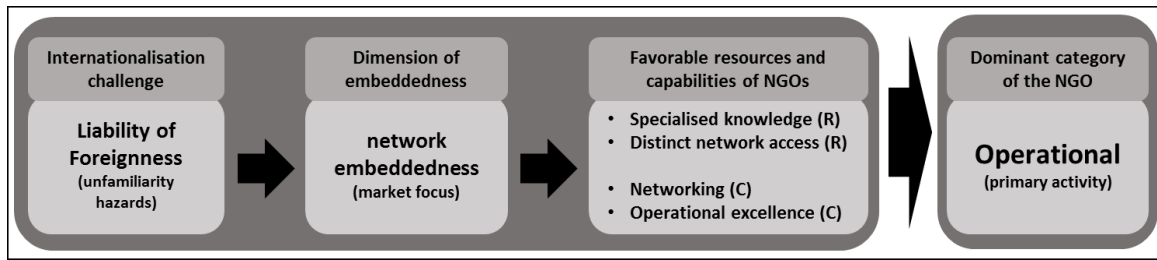 Internationalisation
challenge
Liability of
Foreignness
(unfamiliarity
hazards)
Dimension of
embeddedness
network
embeddedness
(market focus)
Favorable resources and
capabilities of NGOs
• Specialised knowledge (R)
• Distinct network access (R)
• Networking (C)
• Operational excellence (C)
Dominant category
of the NGO
Operational
(primary activity)